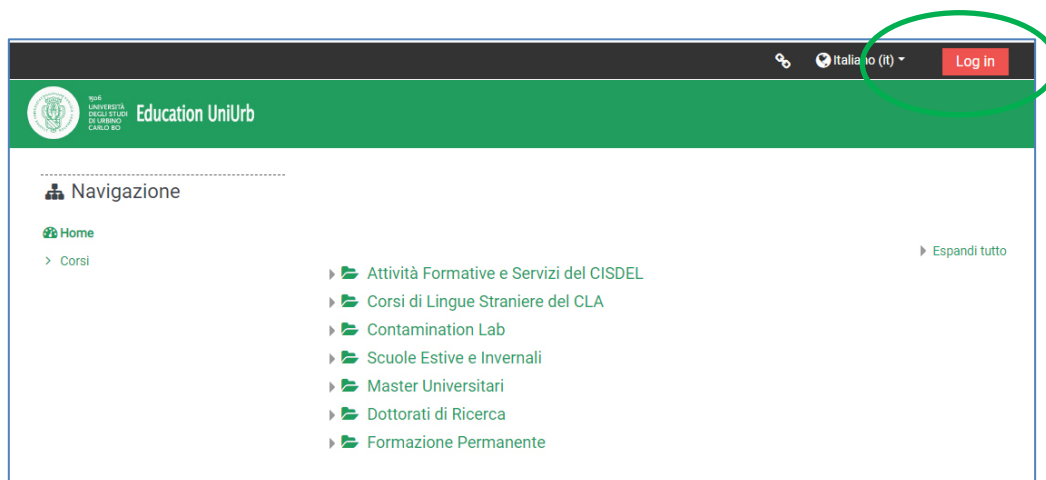 Italiano (it)
Log in
1506
UNIVERSITÀ
DEGLI STUDI
DI URBINO
CARLO BO
Education UniUrb
Navigazione
Home
> Corsi
Espandi tutto
Attività Formative e Servizi del CISDEL
Corsi di Lingue Straniere del CLA
Contamination Lab
Scuole Estive e Invernali
Master Universitari
Dottorati di Ricerca
Formazione Permanente